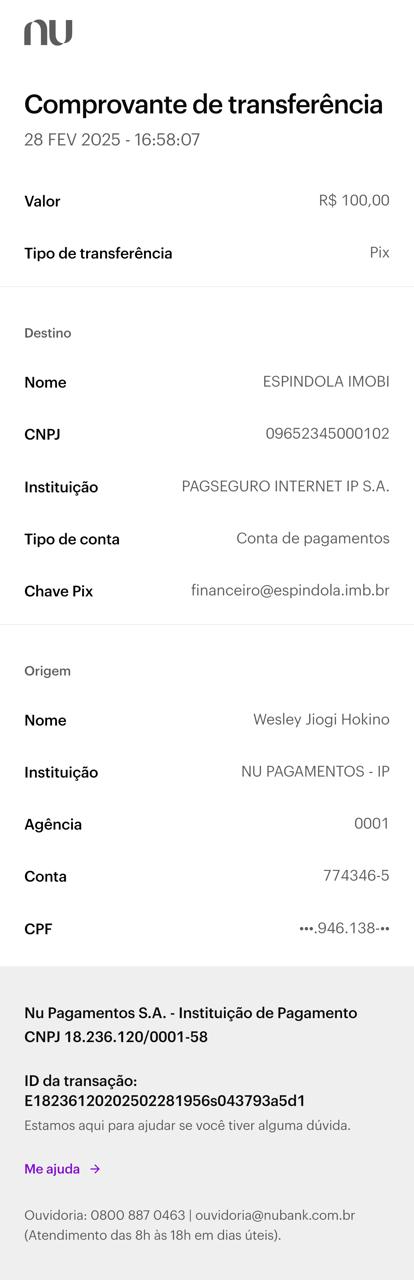 nu
Comprovante de transferência
28 FEV 2025 - 16:58:07
Valor R$ 100,00
Tipo de transferência Pix
Destino
Nome ESPINDOLA IMOBI
CNPJ 09652345000102
Instituição PAGSEGURO INTERNET IP S.A.
Tipo de conta Conta de pagamentos
Chave Pix financeiro@espindola.imb.br
Origem
Nome Wesley Jiogi Hokino
Instituição NU PAGAMENTOS - IP
Agência 0001
Conta 774346-5
CPF •••.946.138-••
Nu Pagamentos S.A. - Instituição de Pagamento
CNPJ 18.236.120/0001-58
ID da transação:
E18236120202502281956s043793a5d1
Estamos aqui para ajudar se você tiver alguma dúvida.
Me ajuda →
Ouvidoria: 0800 887 0463 | ouvidoria@nubank.com.br
(Atendimento das 8h às 18h em dias úteis).